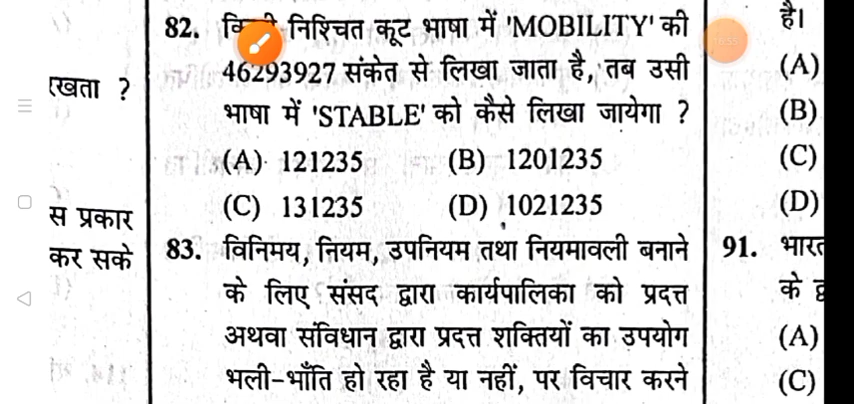 रखता ?
स प्रकार
कर सके
82. निश्चित कूट भाषा में 'MOBILITY' की
46293927 संकेत से लिखा जाता है, तब उसी
भाषा में 'STABLE' को कैसे लिखा जायेगा ?
(A) 121235 (B) 1201235
(C) 131235 (D) 1021235
83. विनिमय, नियम, उपनियम तथा नियमावली बनाने
के लिए संसद द्वारा कार्यपालिका को प्रदत्त
अथवा संविधान द्वारा प्रदत्त शक्तियों का उपयोग
भली-भाँति हो रहा है या नहीं, पर विचार करने
है।
(A)
(B)
(C)
(D)
91. भारत
के
(A)
(C)